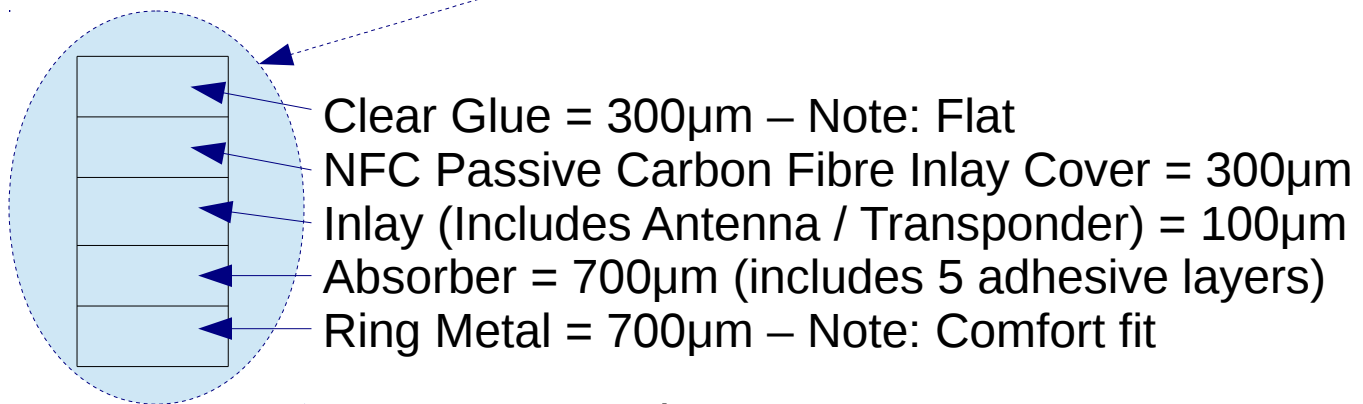 Clear Glue = 300μm – Note: Flat
NFC Passive Carbon Fibre Inlay Cover = 300μm
Inlay (Includes Antenna / Transponder) = 100μm
Absorber = 700μm (includes 5 adhesive layers)
Ring Metal = 700μm – Note: Comfort fit